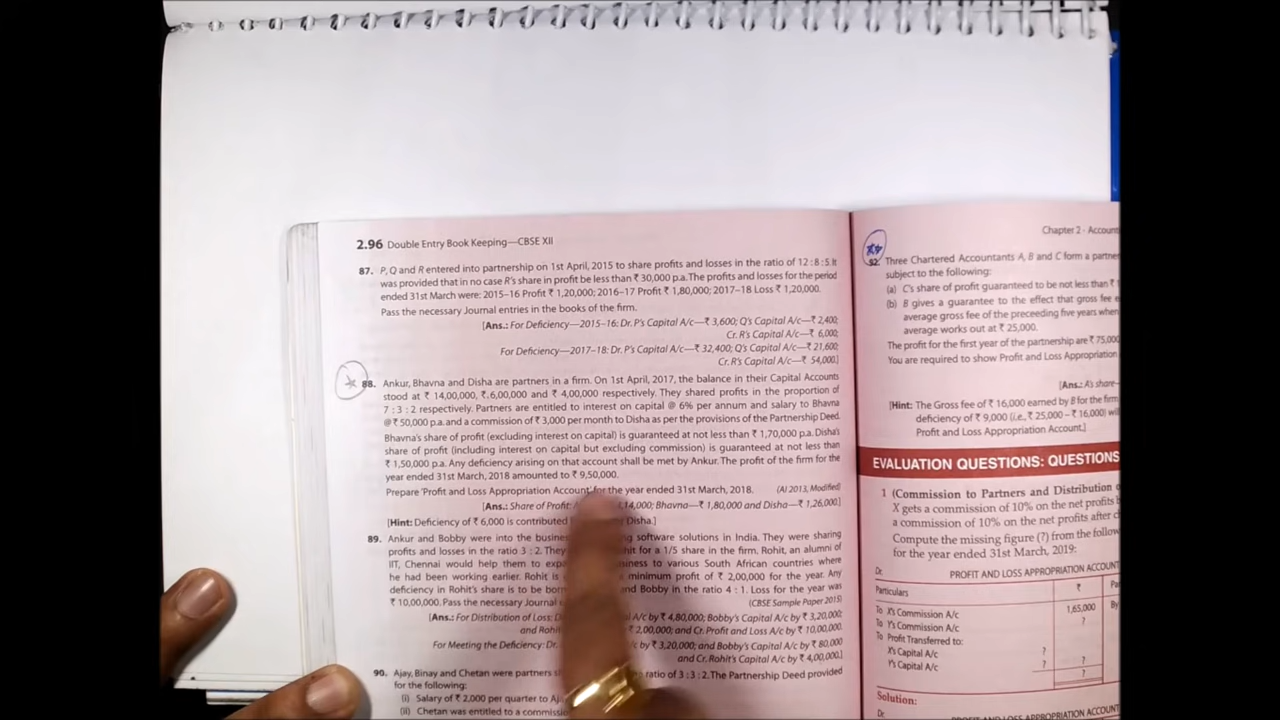 2.96 Double Entry Book Keeping—CBSE XII
87. P, Q and R entered into partnership on 1st April, 2015 to share profits and losses in the ratio of 12 : 8 : 5. It
was provided that in no case R's share in profit be less than ₹ 30,000 p.a. The profits and losses for the period
ended 31st March were: 2015–16 Profit ₹ 1,20,000; 2016–17 Profit ₹ 1,80,000; 2017–18 Loss ₹ 1,20,000.
Pass the necessary Journal entries in the books of the firm.
[Ans.: For Deficiency—2015–16: Dr. P's Capital A/c—₹ 3,600; Q's Capital A/c—₹ 2,400;
Cr. R's Capital A/c—₹ 6,000;
For Deficiency—2017–18: Dr. P's Capital A/c—₹ 32,400; Q's Capital A/c—₹ 21,600;
Cr. R's Capital A/c—₹ 54,000.]
88. Ankur, Bhavna and Disha are partners in a firm. On 1st April, 2017, the balance in their Capital Accounts
stood at ₹ 14,00,000, ₹ 6,00,000 and ₹ 4,00,000 respectively. They shared profits in the proportion of
7 : 3 : 2 respectively. Partners are entitled to interest on capital @ 6% per annum and salary to Bhavna
@ ₹ 50,000 p.a. and a commission of ₹ 3,000 per month to Disha as per the provisions of the Partnership Deed.
Bhavna's share of profit (excluding interest on capital) is guaranteed at not less than ₹ 1,70,000 p.a. Disha's
share of profit (including interest on capital but excluding commission) is guaranteed at not less than
₹ 1,50,000 p.a. Any deficiency arising on that account shall be met by Ankur. The profit of the firm for the
year ended 31st March, 2018 amounted to ₹ 9,50,000.
Prepare 'Profit and Loss Appropriation Account' for the year ended 31st March, 2018. (AI 2013, Modified)
[Ans.: Share of Profit: 14,000; Bhavna—₹ 1,80,000 and Disha—₹ 1,26,000.]
[Hint: Deficiency of ₹ 6,000 is contributed Disha.]
89. Ankur and Bobby were into the business software solutions in India. They were sharing
profits and losses in the ratio 3 : 2. They for a 1/5 share in the firm. Rohit, an alumni of
IIT, Chennai would help them to to various South African countries where
he had been working earlier. Rohit is minimum profit of ₹ 2,00,000 for the year. Any
deficiency in Rohit's share is to be and Bobby in the ratio 4 : 1. Loss for the year was
₹ 10,00,000. Pass the necessary Journal (CBSE Sample Paper 2015)
[Ans.: For Distribution of Loss: A/c by ₹ 4,80,000; Bobby's Capital A/c by ₹ 3,20,000;
and ₹ 2,00,000; and Cr. Profit and Loss A/c by ₹ 10,00,000.
For Meeting the Deficiency: Dr. by ₹ 3,20,000; and Bobby's Capital A/c by ₹ 80,000
and Cr. Rohit's Capital A/c by ₹ 4,00,000.]
90. Ajay, Binay and Chetan were partners ratio of 3 : 3 : 2. The Partnership Deed provided
for the following:
(i) Salary of ₹ 2,000 per quarter to
(ii) Chetan was entitled to a
Chapter 2 -
92. Three Chartered Accountants A, B and C form a
subject to the following:
(a) C's share of profit guaranteed to be not less than ₹
(b) B gives a guarantee to the effect that gross fee
average gross fee of the preceeding five years when
average works out at ₹ 25,000.
The profit for the first year of the partnership are ₹ 75,000
You are required to show Profit and Loss Appropriation
[Ans.: A's share—
[Hint: The Gross fee of ₹ 16,000 earned by B for the firm
deficiency of ₹ 9,000 (i.e., ₹ 25,000 – ₹ 16,000)
Profit and Loss Appropriation Account.]
EVALUATION QUESTIONS: QUESTIONS
1 (Commission to Partners and Distribution
X gets a commission of 10% on the net profits
a commission of 10% on the net profits after
Compute the missing figure (?) from the
for the year ended 31st March, 2019:
Dr. PROFIT AND LOSS APPROPRIATION ACCOUNT
Particulars ₹
To X's Commission A/c 1,65,000 By
To Y's Commission A/c ?
To Profit Transferred to:
X's Capital A/c ?
Y's Capital A/c ? ?
?
Solution:
Dr. PROFIT AND LOSS APPROPRIATION ACCOUNT